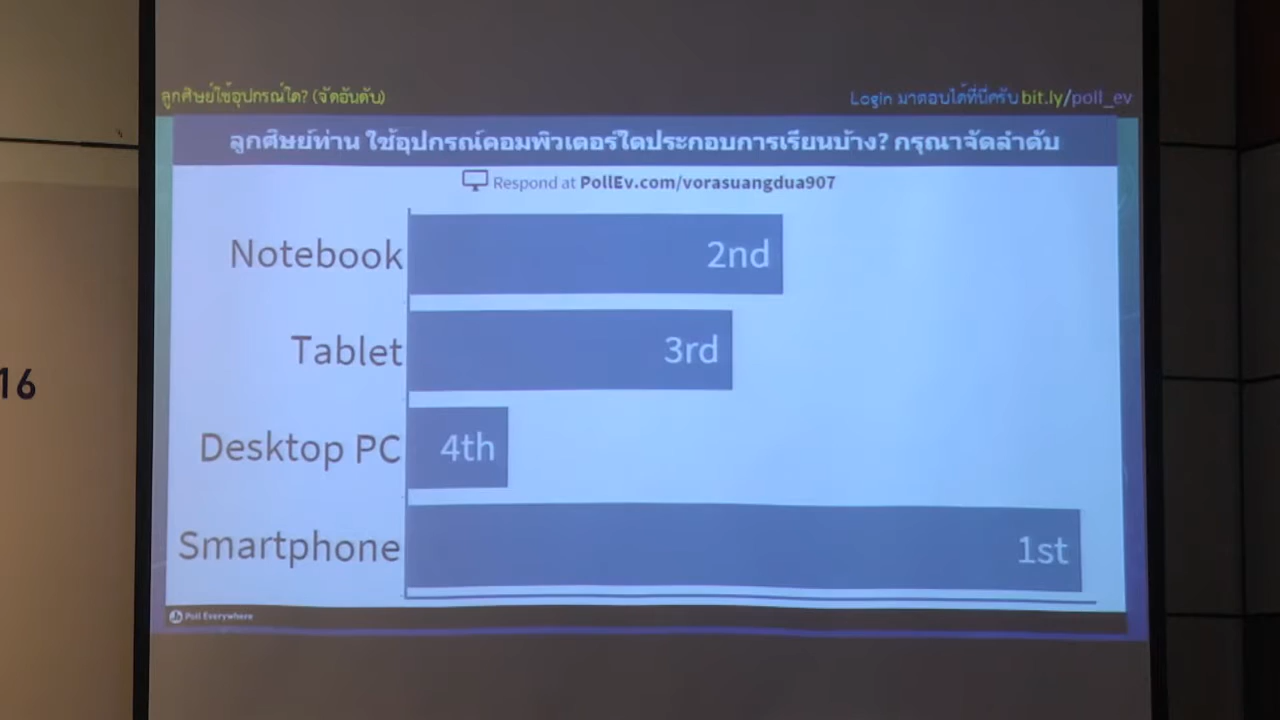 ลูกศิษย์ใช้อุปกรณ์ใด? (จัดอันดับ)
Login มาตอบได้ที่นี่ครับ bit.ly/poll_ev
ลูกศิษย์ท่าน ใช้อุปกรณ์คอมพิวเตอร์ใดประกอบการเรียนบ้าง? กรุณาจัดลำดับ
Respond at PollEv.com/vorasuangdua907
Notebook 2nd
Tablet 3rd
Desktop PC 4th
Smartphone 1st
Poll Everywhere
16